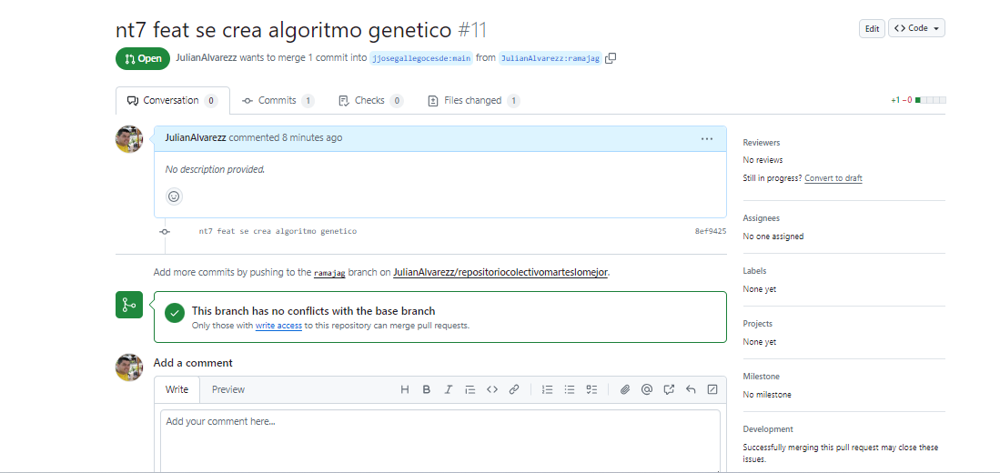 nt7 feat se crea algoritmo genetico #11
Edit
Code
Open
JulianAlvarezz wants to merge 1 commit into jjosegallegocesde:main from JulianAlvarezz:ramajag
Conversation 0
Commits 1
Checks 0
Files changed 1
+1 −0
JulianAlvarezz commented 8 minutes ago
No description provided.
nt7 feat se crea algoritmo genetico
8ef9425
Add more commits by pushing to the ramajag branch on JulianAlvarezz/repositoriocolectivomarteslomejor.
This branch has no conflicts with the base branch
Only those with write access to this repository can merge pull requests.
Add a comment
Write
Preview
Add your comment here...
Reviewers
No reviews
Still in progress? Convert to draft
Assignees
No one assigned
Labels
None yet
Projects
None yet
Milestone
No milestone
Development
Successfully merging this pull request may close these
issues.